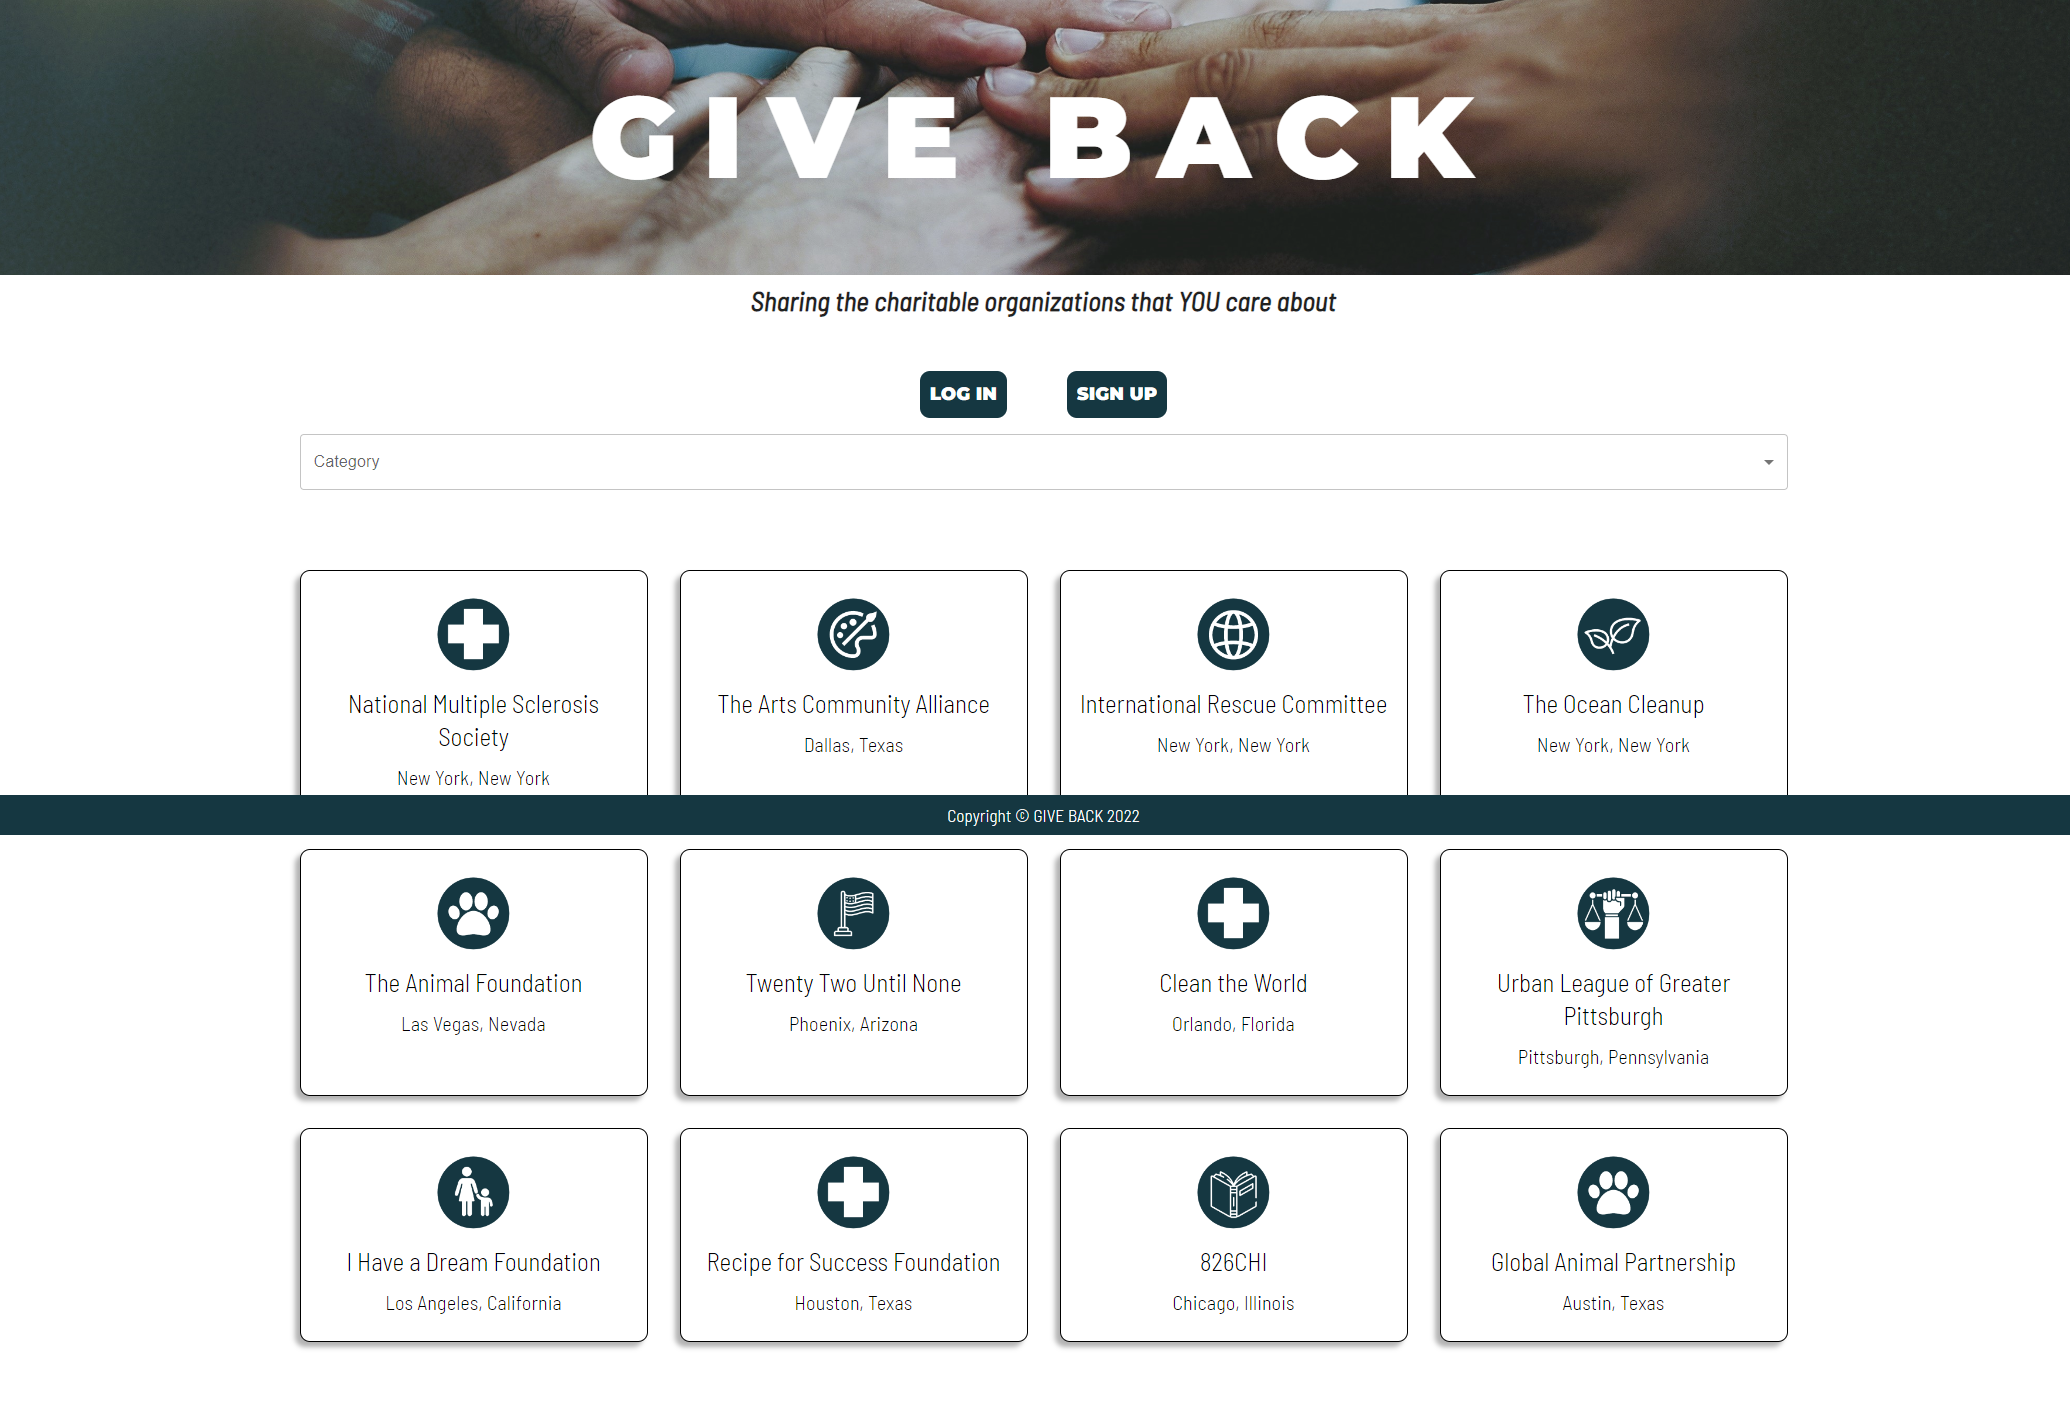 GIVE BACK
Sharing the charitable organizations that YOU care about
LOG IN
SIGN UP
Category
National Multiple Sclerosis
Society
New York, New York
The Arts Community Alliance
Dallas, Texas
International Rescue Committee
New York, New York
The Ocean Cleanup
New York, New York
Copyright © GIVE BACK 2022
The Animal Foundation
Las Vegas, Nevada
Twenty Two Until None
Phoenix, Arizona
Clean the World
Orlando, Florida
Urban League of Greater
Pittsburgh
Pittsburgh, Pennsylvania
I Have a Dream Foundation
Los Angeles, California
Recipe for Success Foundation
Houston, Texas
826CHI
Chicago, Illinois
Global Animal Partnership
Austin, Texas